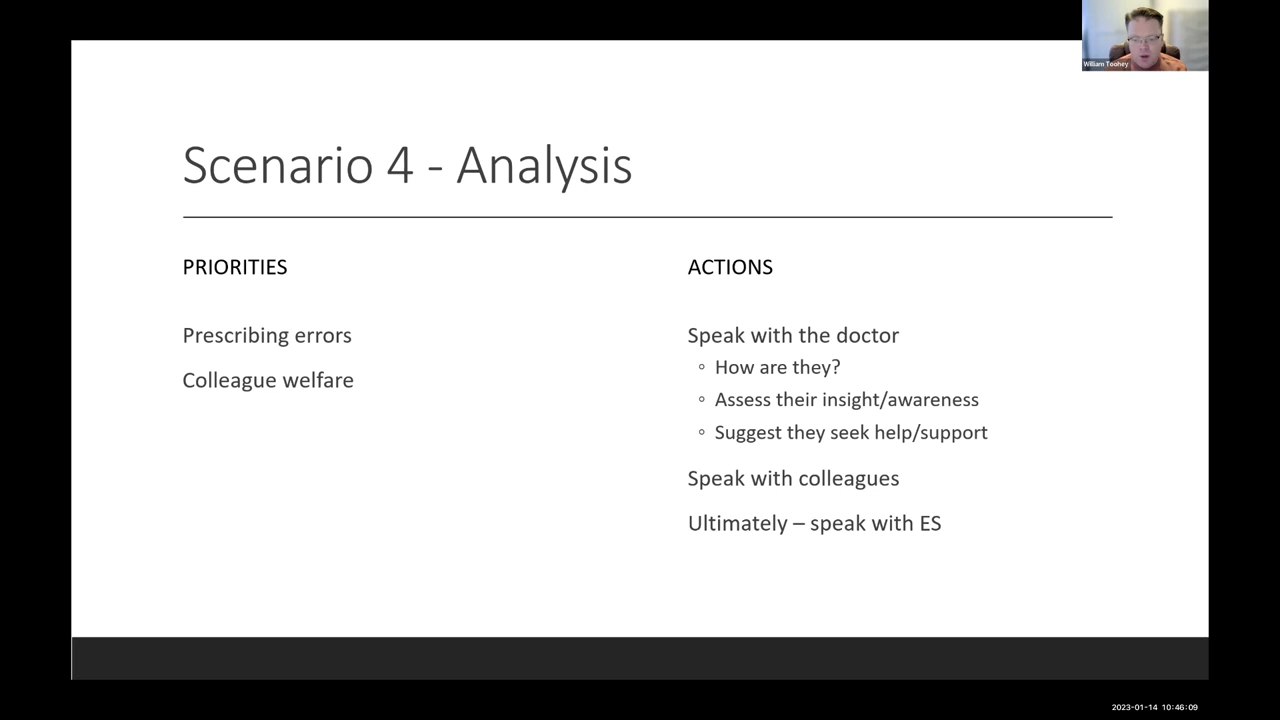 William Toohey
Scenario 4 - Analysis
PRIORITIES
Prescribing errors
Colleague welfare
ACTIONS
Speak with the doctor
◦ How are they?
◦ Assess their insight/awareness
◦ Suggest they seek help/support
Speak with colleagues
Ultimately – speak with ES
2023-01-14 10:46:09